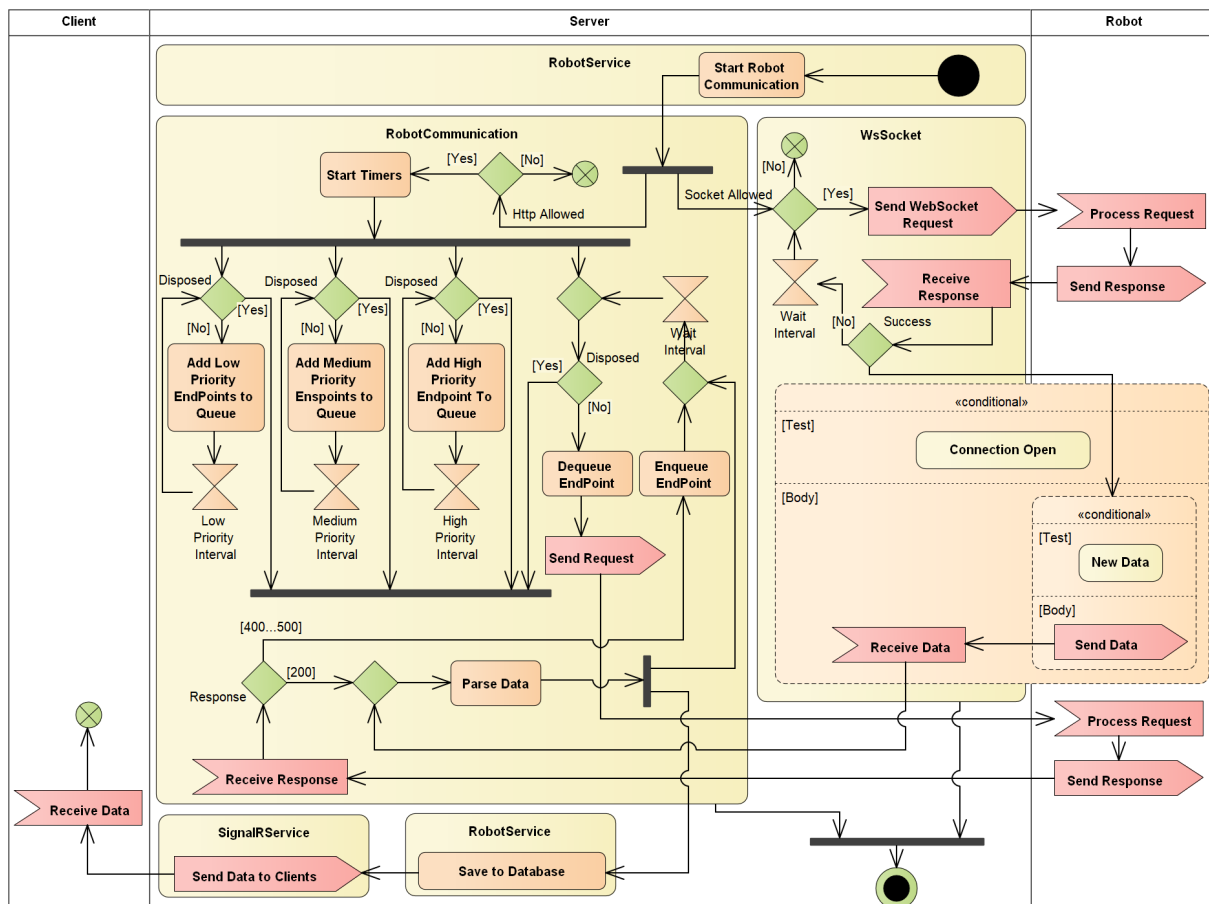 Client
Server
Robot
RobotService
Start Robot
Communication
RobotCommunication
WsSocket
[Yes]
[No]
Start Timers
Http Allowed
Socket Allowed
[No]
[Yes]
Send WebSocket
Request
Process Request
Send Response
Receive
Response
Wait
Interval
[No]
Success
Disposed
[Yes]
[No]
Disposed
[Yes]
[No]
Disposed
[Yes]
[No]
Wait
Interval
Add Low
Priority
EndPoints to
Queue
Add Medium
Priority
Enspoints to
Queue
Add High
Priority
Endpoint To
Queue
[Yes]
Disposed
[No]
Dequeue
EndPoint
Enqueue
EndPoint
Low
Priority
Interval
Medium
Priority
Interval
High
Priority
Interval
Send Request
«conditional»
[Test]
Connection Open
[Body]
«conditional»
[Test]
New Data
[Body]
Send Data
Receive Data
[400...500]
[200]
Response
Parse Data
Receive Response
Process Request
Send Response
Receive Data
SignalRService
Send Data to Clients
RobotService
Save to Database